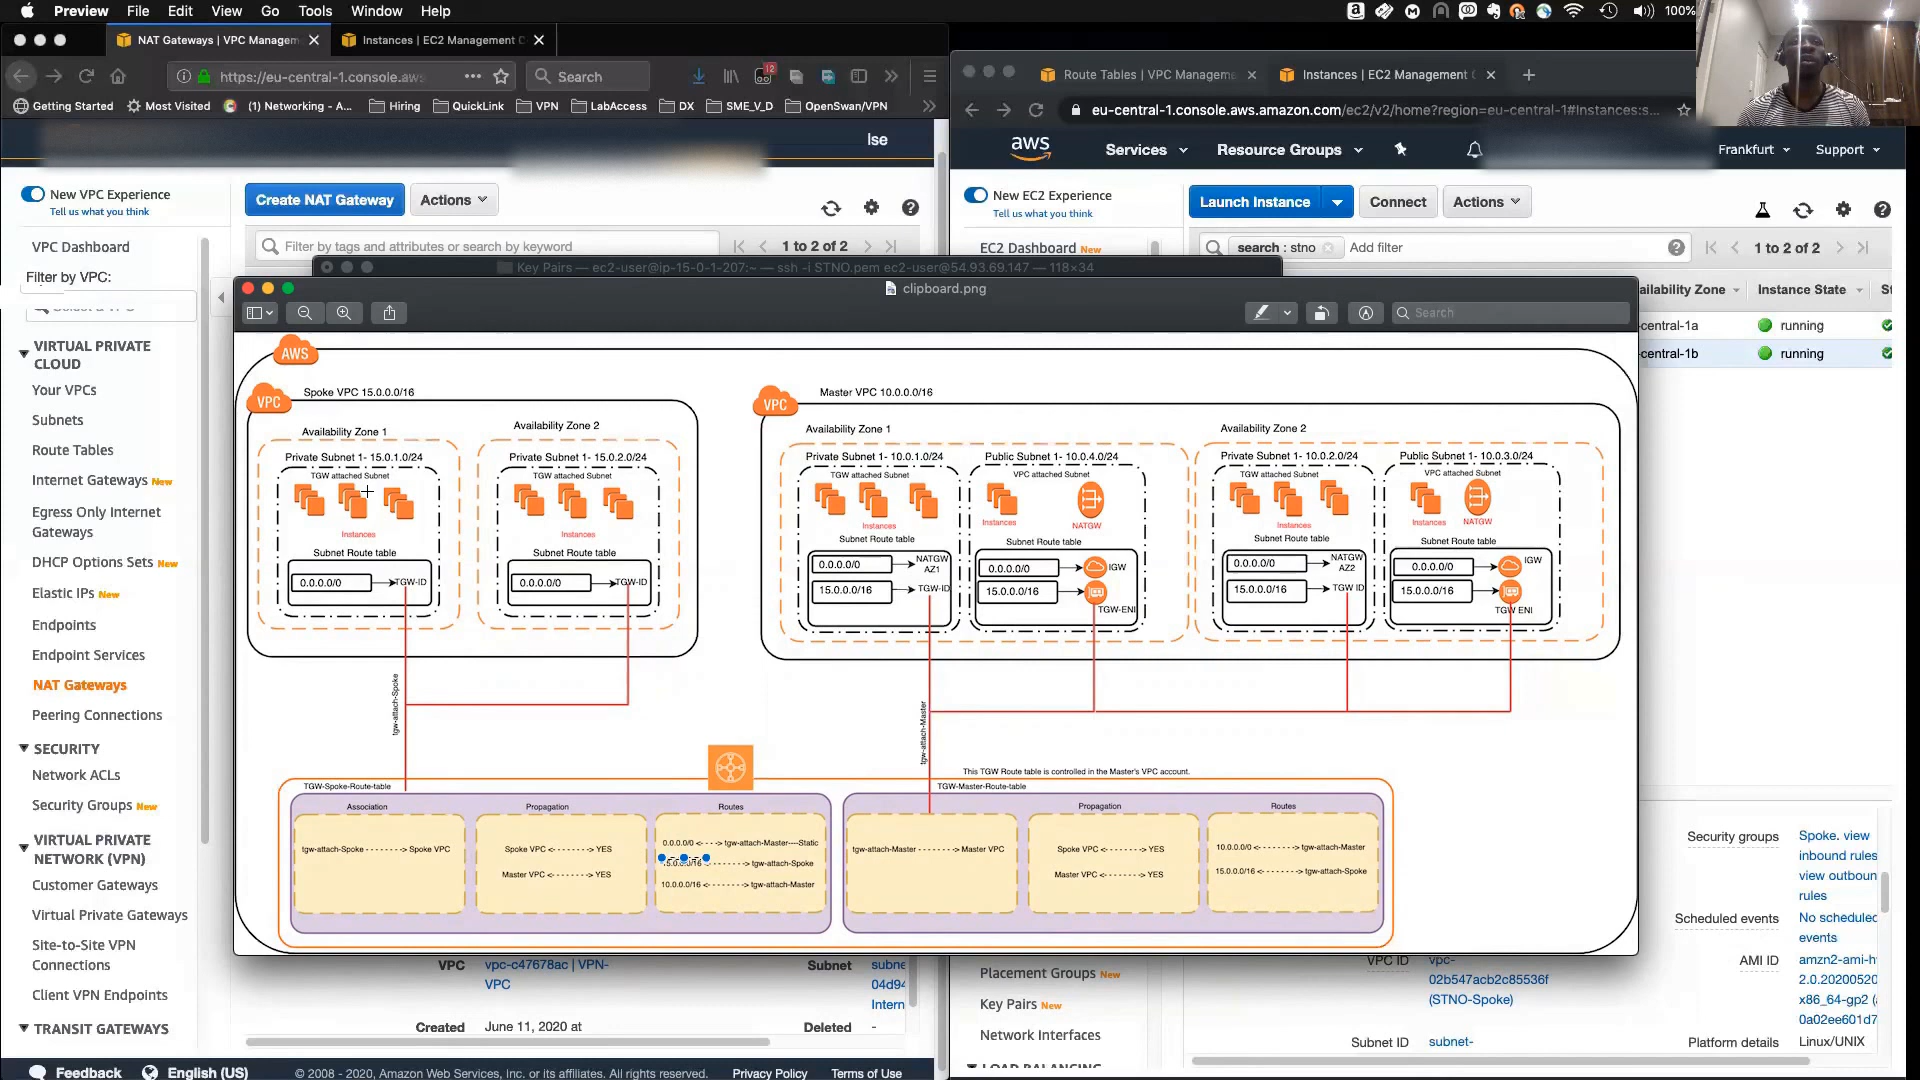 Preview File Edit View Go Tools Window Help
100%
NAT Gateways | VPC Managem
Instances | EC2 Management C
https://eu-central-1.console.aws
Search
12
Getting Started
Most Visited
(1) Networking - A...
Hiring
QuickLink
VPN
LabAccess
DX
SME_V_D
OpenSwan/VPN
lse
Route Tables | VPC Manageme
Instances | EC2 Management C
eu-central-1.console.aws.amazon.com/ec2/v2/home?region=eu-central-1#Instances:s...
aws
Services
Resource Groups
Frankfurt
Support
New VPC Experience
Tell us what you think
Create NAT Gateway
Actions
VPC Dashboard
Filter by VPC:
Filter by tags and attributes or search by keyword
1 to 2 of 2
New EC2 Experience
Tell us what you think
EC2 Dashboard New
Launch Instance
Connect
Actions
search : stno
Add filter
1 to 2 of 2
ailability Zone
Instance State
St
-central-1a
running
-central-1b
running
VIRTUAL PRIVATE
CLOUD
Your VPCs
Subnets
Route Tables
Internet Gateways New
Egress Only Internet
Gateways
DHCP Options Sets New
Elastic IPs New
Endpoints
Endpoint Services
NAT Gateways
Peering Connections
SECURITY
Network ACLs
Security Groups New
VIRTUAL PRIVATE
NETWORK (VPN)
Customer Gateways
Virtual Private Gateways
Site-to-Site VPN
Connections
Client VPN Endpoints
TRANSIT GATEWAYS
Key Pairs — ec2-user@ip-15-0-1-207:~ — ssh -i STNO.pem ec2-user@54.93.69.147 — 118×34
clipboard.png
Search
AWS
VPC
Spoke VPC 15.0.0.0/16
Availability Zone 1
Private Subnet 1- 15.0.1.0/24
TGW attached Subnet
Instances
Subnet Route table
0.0.0.0/0
TGW-ID
Availability Zone 2
Private Subnet 1- 15.0.2.0/24
TGW attached Subnet
Instances
Subnet Route table
0.0.0.0/0
TGW-ID
VPC
Master VPC 10.0.0.0/16
Availability Zone 1
Private Subnet 1- 10.0.1.0/24
TGW attached Subnet
Instances
Subnet Route table
0.0.0.0/0
NATGW
AZ1
15.0.0.0/16
TGW-ID
Public Subnet 1- 10.0.4.0/24
VPC attached Subnet
Instances
NATGW
Subnet Route table
0.0.0.0/0
IGW
15.0.0.0/16
TGW-ENI
Availability Zone 2
Private Subnet 1- 10.0.2.0/24
TGW attached Subnet
Instances
Subnet Route table
0.0.0.0/0
NATGW
AZ2
15.0.0.0/16
TGW ID
Public Subnet 1- 10.0.3.0/24
VPC attached Subnet
Instances
NATGW
Subnet Route table
0.0.0.0/0
IGW
15.0.0.0/16
TGW ENI
tgw-attach-Spoke
tgw-attach-Master
This TGW Route table is controlled in the Master's VPC account.
TGW-Spoke-Route-table
Association
tgw-attach-Spoke --------> Spoke VPC
Propagation
Spoke VPC <-------> YES
Master VPC <-------> YES
Routes
0.0.0.0/0 <----> tgw-attach-Master----Static
15.0.0.0/16 <--------> tgw-attach-Spoke
10.0.0.0/16 <--------> tgw-attach-Master
TGW-Master-Route-table
tgw-attach-Master --------> Master VPC
Propagation
Spoke VPC <-------> YES
Master VPC <-------> YES
Routes
10.0.0.0/16 <--------> tgw-attach-Master
15.0.0.0/16 <--------> tgw-attach-Spoke
Security groups
Spoke. view
inbound rules
view outboun
rules
Scheduled events
No scheduled
events
VPC ID
vpc-
02b547acb2c85536f
(STNO-Spoke)
AMI ID
amzn2-ami-h
2.0.20200520
x86_64-gp2 (
0a02ee601d7
Subnet ID
subnet-
Platform details
Linux/UNIX
Placement Groups New
Key Pairs New
Network Interfaces
LOAD BALANCING
VPC
vpc-c47678ac | VPN-
VPC
Subnet
subne
04d94
Intern
Created
June 11, 2020 at
Deleted
-
Feedback
English (US)
© 2008 - 2020, Amazon Web Services, Inc. or its affiliates. All rights reserved.
Privacy Policy
Terms of Use